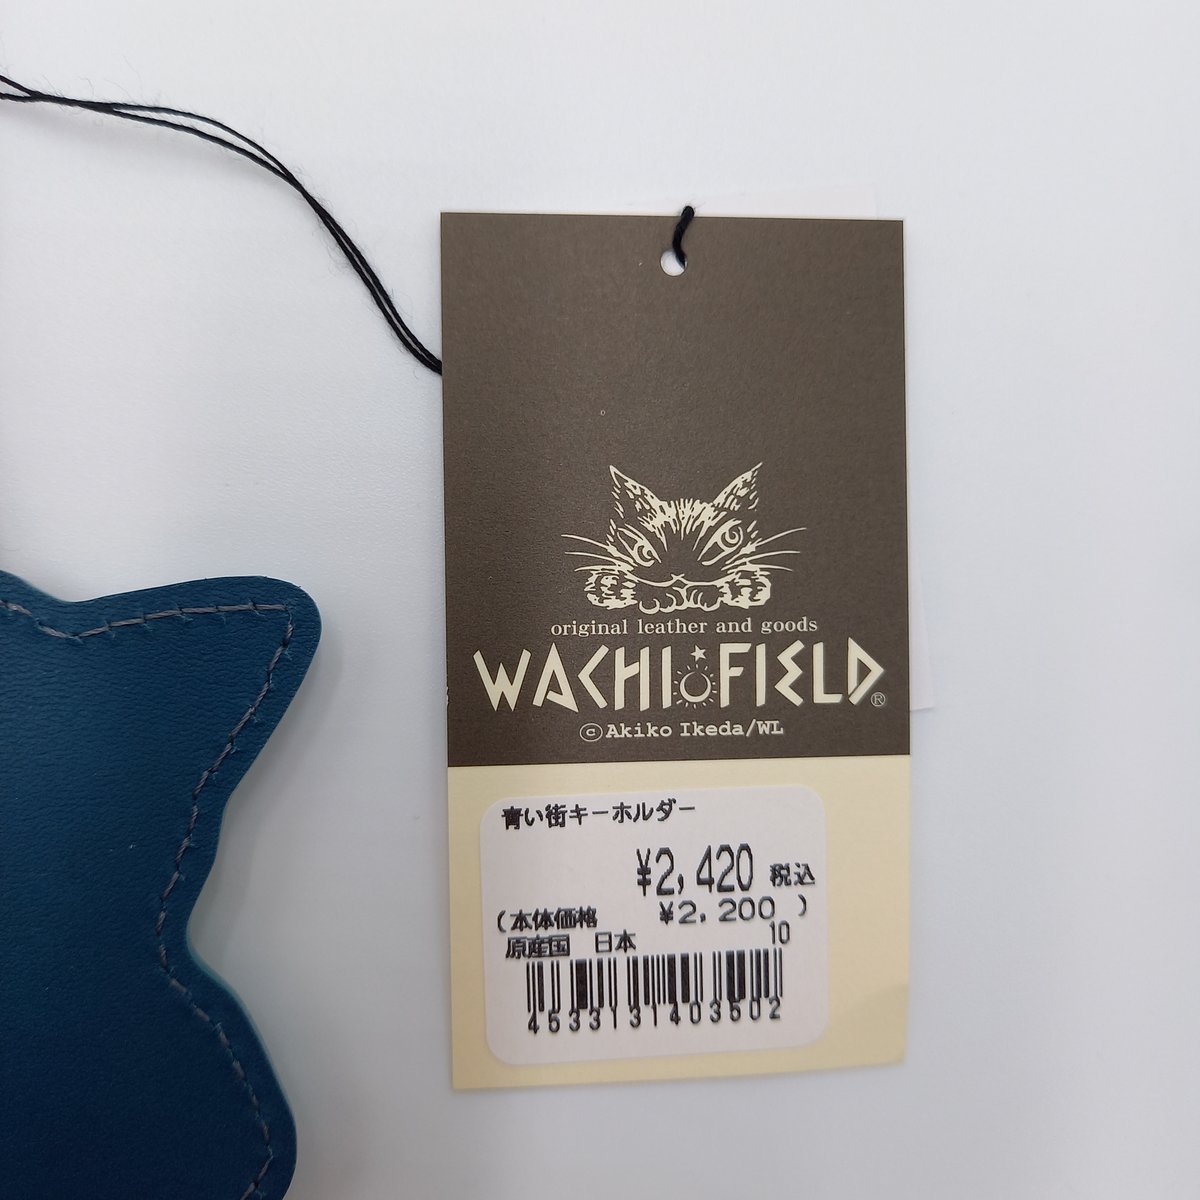 original leather and goods
WACHIFIELD®
©Akiko Ikeda/WL
青い街キーホルダー
¥2,420 税込
(本体価格 ¥2,200 )
原産国 日本 10
4533131403502